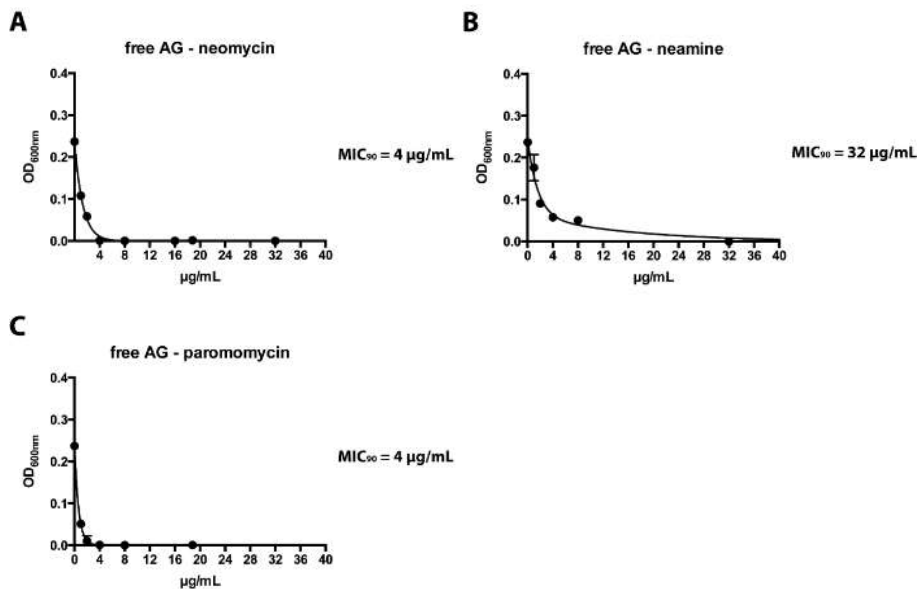 A
free AG - neomycin
0.4
0.3
0.2
0.1
0.0
OD600nm
0 4 8 12 16 20 24 28 32 36 40
µg/mL
MIC90 = 4 µg/mL
B
free AG - neamine
0.4
0.3
0.2
0.1
0.0
OD600nm
0 4 8 12 16 20 24 28 32 36 40
µg/mL
MIC90 = 32 µg/mL
C
free AG - paromomycin
0.4
0.3
0.2
0.1
0.0
OD600nm
0 4 8 12 16 20 24 28 32 36 40
µg/mL
MIC90 = 4 µg/mL